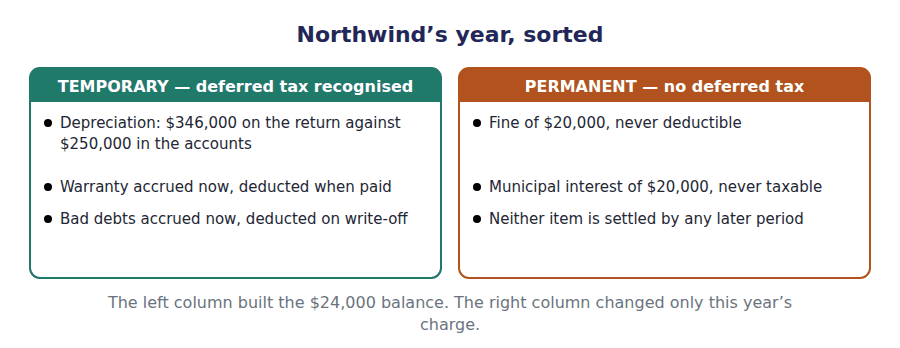 Northwind’s year, sorted
TEMPORARY — deferred tax recognised
Depreciation: $346,000 on the return against
$250,000 in the accounts
Warranty accrued now, deducted when paid
Bad debts accrued now, deducted on write-off
PERMANENT — no deferred tax
Fine of $20,000, never deductible
Municipal interest of $20,000, never taxable
Neither item is settled by any later period
The left column built the $24,000 balance. The right column changed only this year’s
charge.